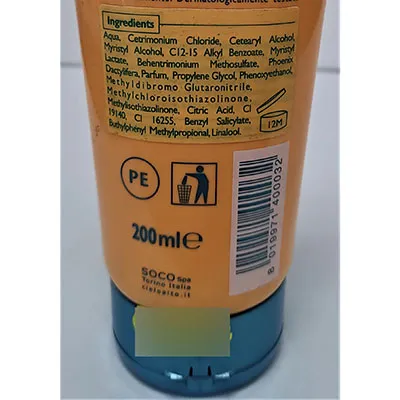 Ingredients
Aqua, Cetrimonium Chloride, Cetearyl Alcohol,
Myristyl Alcohol, C12-15 Alkyl Benzoate, Myristyl
Lactate, Behentrimonium Methosulfate, Phoenix
Dactylifera, Parfum, Propylene Glycol, Phenoxyethanol,
Methyldibromo Glutaronitrile,
Methylchloroisothiazolinone,
Methylisothiazolinone, Citric Acid, CI
19140, CI 16255, Benzyl Salicylate,
Butylphenyl Methylpropional, Linalool.
12M
PE
200ml e
SOCO spa
Torino Italia
cieloalto.it
8 019971 400032